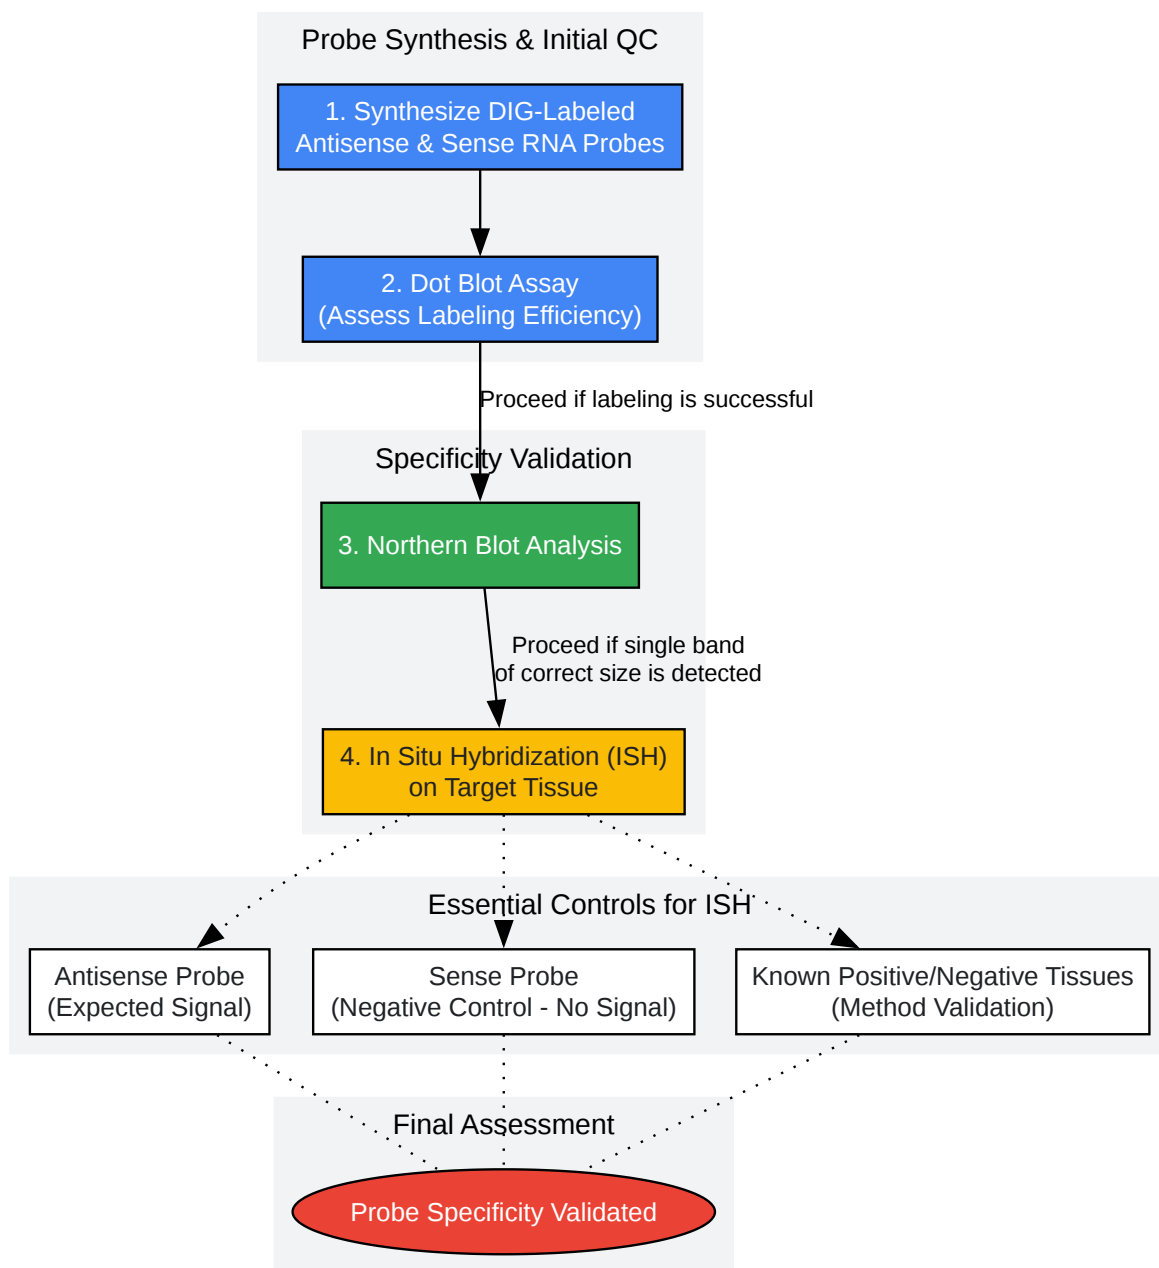 Probe Synthesis & Initial QC
1. Synthesize DIG-Labeled
Antisense & Sense RNA Probes
2. Dot Blot Assay
(Assess Labeling Efficiency)
Proceed if labeling is successful
Specificity Validation
3. Northern Blot Analysis
Proceed if single band
of correct size is detected
4. In Situ Hybridization (ISH)
on Target Tissue
Essential Controls for ISH
Antisense Probe
(Expected Signal)
Sense Probe
(Negative Control - No Signal)
Known Positive/Negative Tissues
(Method Validation)
Final Assessment
Probe Specificity Validated